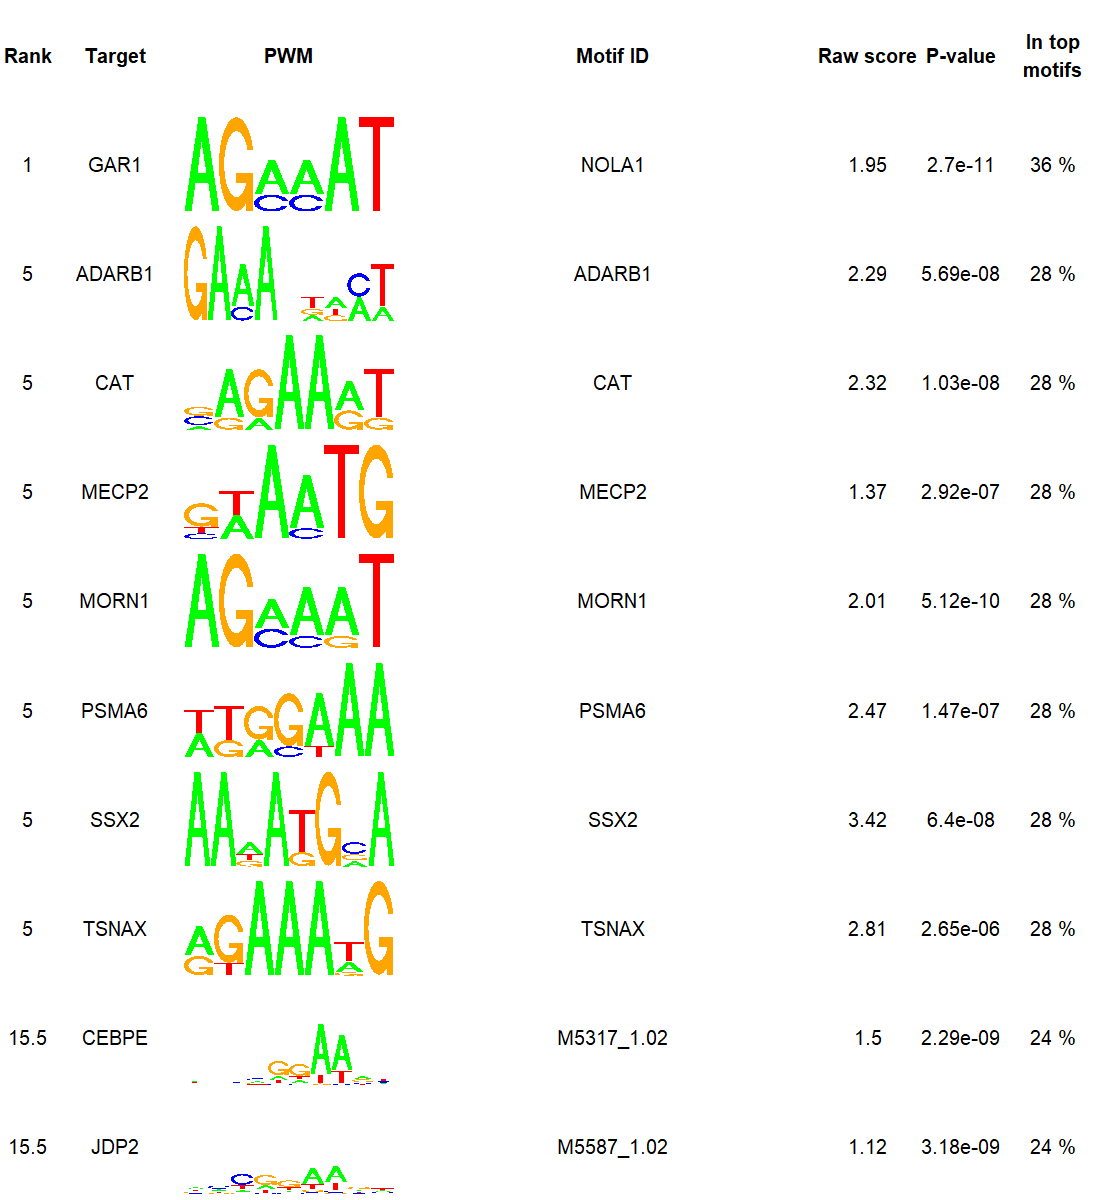 Rank Target PWM Motif ID Raw score P-value In top motifs
1 GAR1 NOLA1 1.95 2.7e-11 36 %
5 ADARB1 ADARB1 2.29 5.69e-08 28 %
5 CAT CAT 2.32 1.03e-08 28 %
5 MECP2 MECP2 1.37 2.92e-07 28 %
5 MORN1 MORN1 2.01 5.12e-10 28 %
5 PSMA6 PSMA6 2.47 1.47e-07 28 %
5 SSX2 SSX2 3.42 6.4e-08 28 %
5 TSNAX TSNAX 2.81 2.65e-06 28 %
15.5 CEBPE M5317_1.02 1.5 2.29e-09 24 %
15.5 JDP2 M5587_1.02 1.12 3.18e-09 24 %